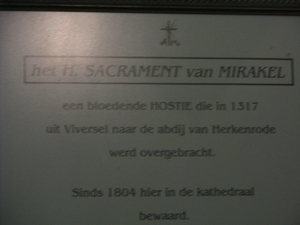 het H. SACRAMENT van MIRAKEL
een bloedende HOSTIE die in 1317
uit Viversel naar de abdij van Herkenrode
werd overgebracht.
Sinds 1804 hier in de kathedraal
bewaard.